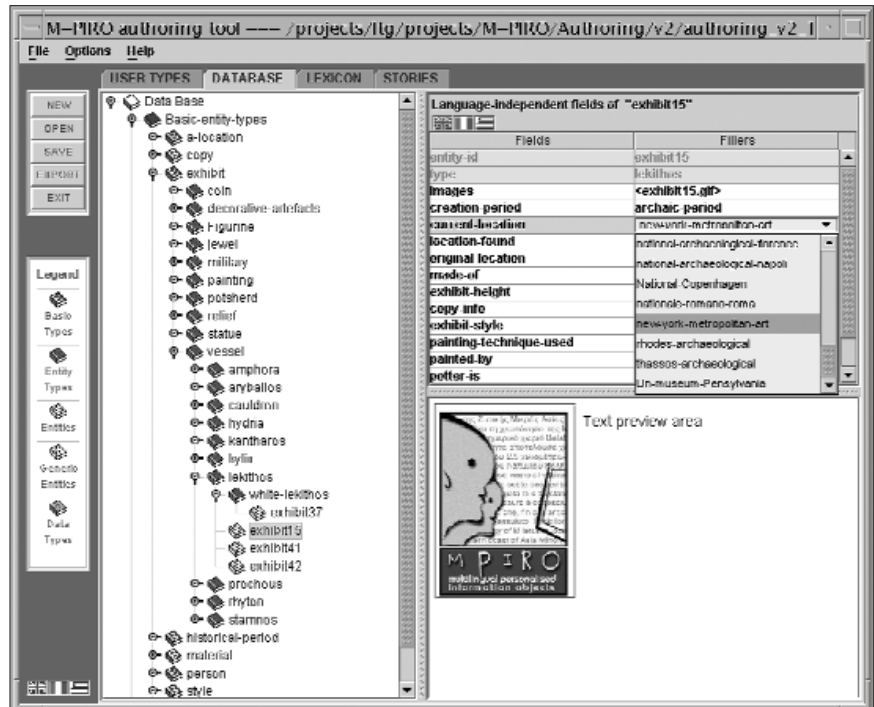 M-PIRO authoring tool --- /projects/ltg/projects/M-PIRO/Authoring/v2/authoring_v2_1
File Options Help
USER TYPES DATABASE LEXICON STORIES
NEW
OPEN
SAVE
EXPORT
EXIT
Legend
Basic
Types
Entity
Types
Entities
Generic
Entities
Data
Types
Data Base
Basic-entity-types
a-location
copy
exhibit
coin
decorative-artefacts
Figurine
jewel
military
painting
potsherd
relief
statue
vessel
amphora
aryballos
cauldron
hydria
kantharos
kylix
lekithos
white-lekithos
exhibit37
exhibit15
exhibit41
exhibit42
prochous
rhyton
stamnos
historical-period
material
person
style
Language-independent fields of "exhibit15"
Fields Fillers
entity-id exhibit15
type lekithos
images <exhibit15.gif>
creation-period archaic-period
current-location new-york-metropolitan-art
location-found
original location
made-of
exhibit-height
copy-info
exhibit-style
painting-technique-used
painted-by
potter-is
national-archaeological-florence
national-archaeological-napoli
National-Copenhagen
nationale-romano-roma
new-york-metropolitan-art
rhodes-archaeological
thassos-archaeological
Un-museum-Pensylvania
Text preview area
M PIRO
multilingual personalised
information objects